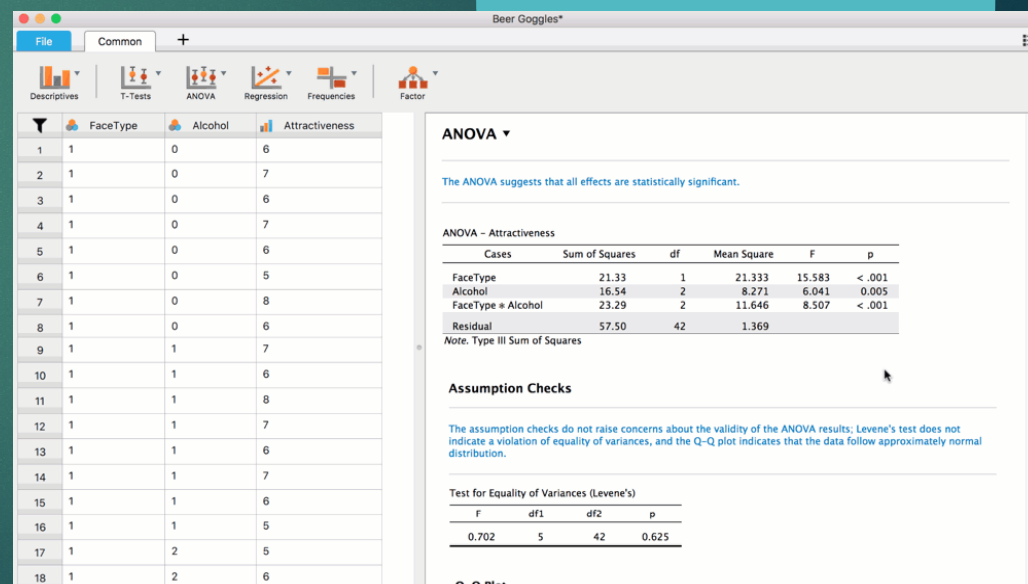 Beer Goggles*
File Common +
Descriptives T-Tests ANOVA Regression Frequencies Factor
FaceType Alcohol Attractiveness
1 1 0 6
2 1 0 7
3 1 0 6
4 1 0 7
5 1 0 6
6 1 0 5
7 1 0 8
8 1 0 6
9 1 1 7
10 1 1 6
11 1 1 8
12 1 1 7
13 1 1 6
14 1 1 7
15 1 1 6
16 1 1 5
17 1 2 5
18 1 2 6
ANOVA
The ANOVA suggests that all effects are statistically significant.
ANOVA – Attractiveness
Cases Sum of Squares df Mean Square F p
FaceType 21.33 1 21.333 15.583 < .001
Alcohol 16.54 2 8.271 6.041 0.005
FaceType * Alcohol 23.29 2 11.646 8.507 < .001
Residual 57.50 42 1.369
Note. Type III Sum of Squares
Assumption Checks
The assumption checks do not raise concerns about the validity of the ANOVA results; Levene's test does not
indicate a violation of equality of variances, and the Q–Q plot indicates that the data follow approximately normal
distribution.
Test for Equality of Variances (Levene's)
F df1 df2 p
0.702 5 42 0.625
Q–Q Plot